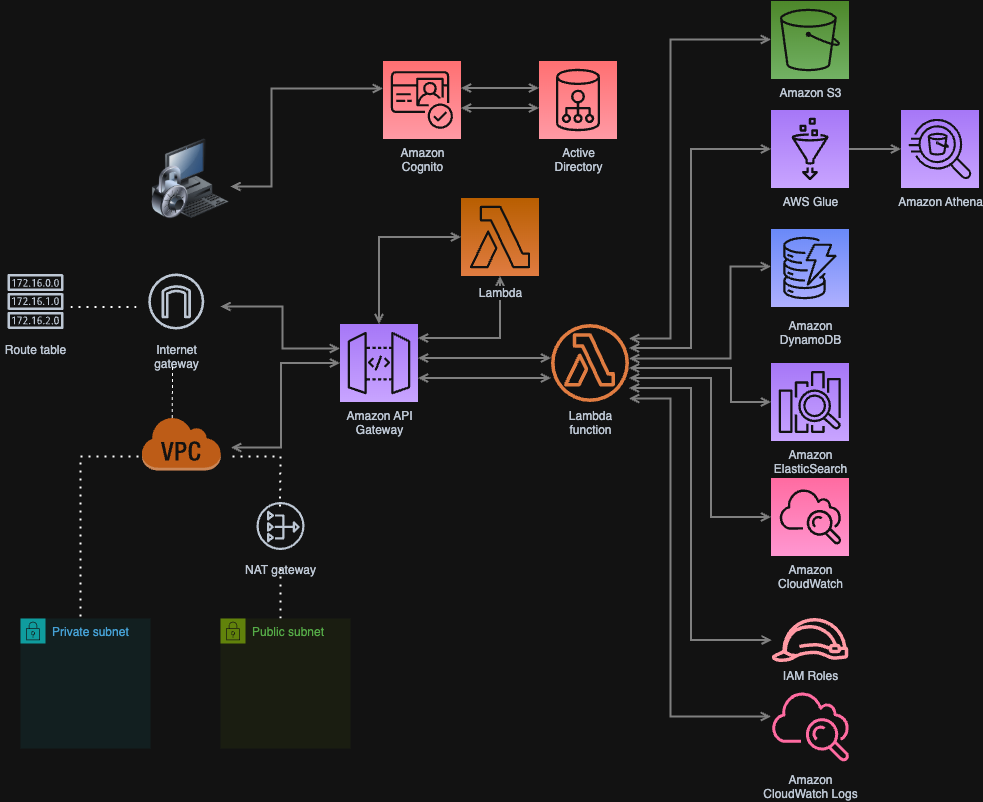 Amazon S3
Amazon
Cognito
Active
Directory
AWS Glue
Amazon Athena
Lambda
172.16.0.0
172.16.1.0
172.16.2.0
Route table
Internet
gateway
Amazon
DynamoDB
Amazon API
Gateway
Lambda
function
VPC
Amazon
ElasticSearch
NAT gateway
Amazon
CloudWatch
Private subnet
Public subnet
IAM Roles
Amazon
CloudWatch Logs